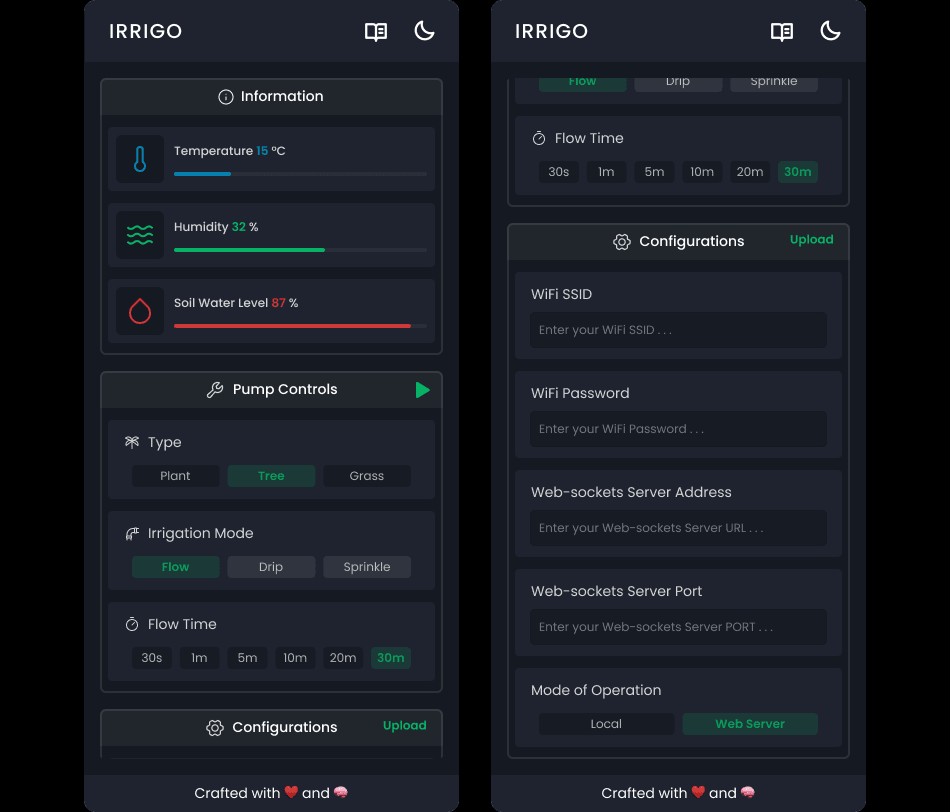 IRRIGO
Information
Temperature 15 °C
Humidity 32 %
Soil Water Level 87 %
Pump Controls
Type
Plant Tree Grass
Irrigation Mode
Flow Drip Sprinkle
Flow Time
30s 1m 5m 10m 20m 30m
Configurations Upload
Crafted with ❤️ and 🧠
IRRIGO
Flow Drip Sprinkle
Flow Time
30s 1m 5m 10m 20m 30m
Configurations Upload
WiFi SSID
Enter your WiFi SSID . . .
WiFi Password
Enter your WiFi Password . . .
Web-sockets Server Address
Enter your Web-sockets Server URL . . .
Web-sockets Server Port
Enter your Web-sockets Server PORT . . .
Mode of Operation
Local Web Server
Crafted with ❤️ and 🧠